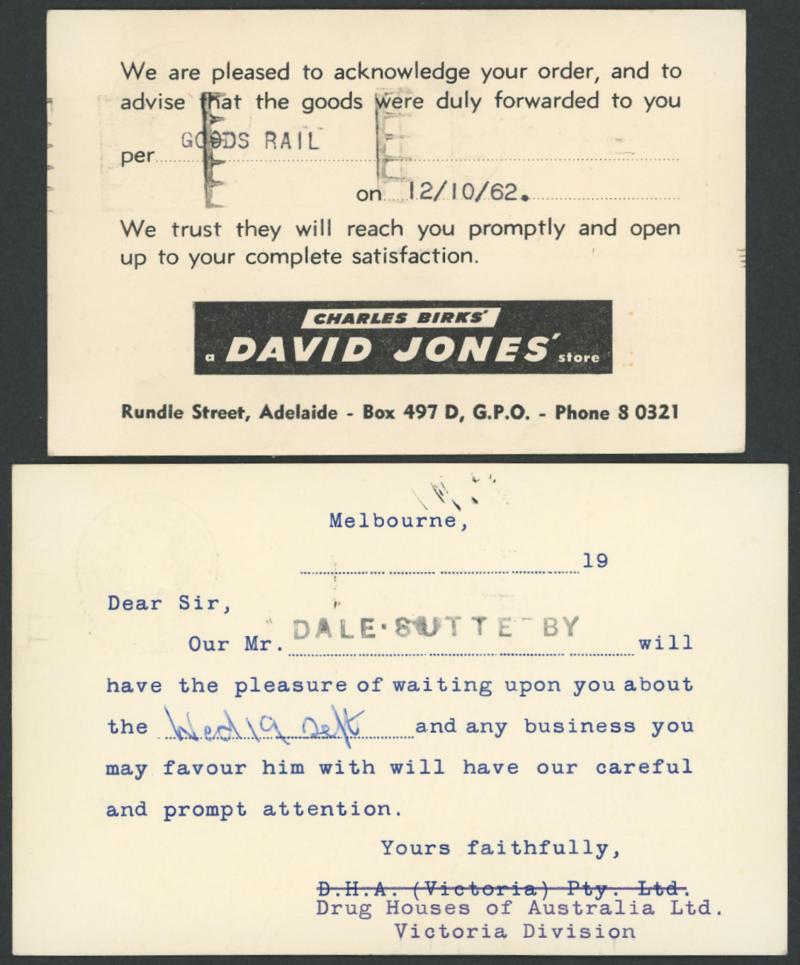 We are pleased to acknowledge your order, and to
advise that the goods were duly forwarded to you
per GOODS RAIL
on 12/10/62.
We trust they will reach you promptly and open
up to your complete satisfaction.
CHARLES BIRKS'
a DAVID JONES' store
Rundle Street, Adelaide - Box 497 D, G.P.O. - Phone 8 0321
Melbourne,
19
Dear Sir,
Our Mr. DALE·SUTTE BY will
have the pleasure of waiting upon you about
the Wed 19 Sept and any business you
may favour him with will have our careful
and prompt attention.
Yours faithfully,
D.H.A. (Victoria) Pty. Ltd.
Drug Houses of Australia Ltd.
Victoria Division